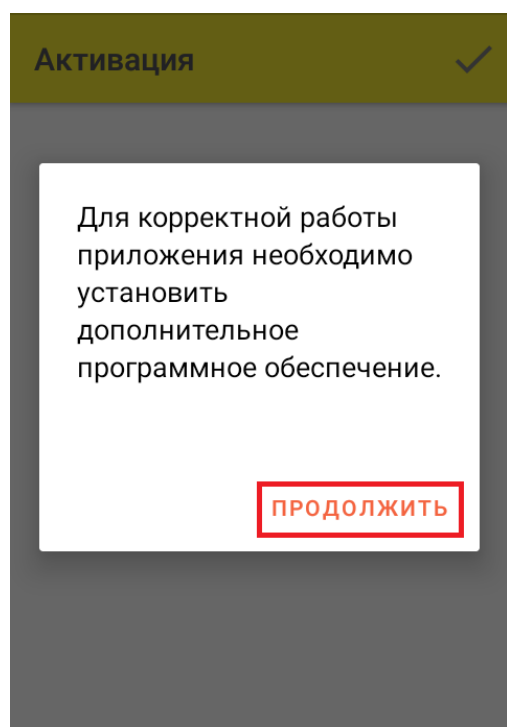 Активация
Для корректной работы
приложения необходимо
установить
дополнительное
программное обеспечение.
ПРОДОЛЖИТЬ